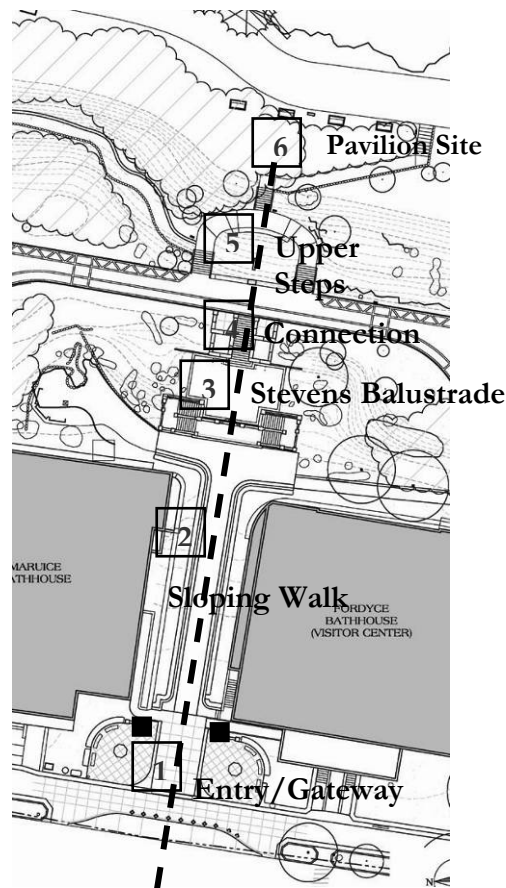 6
Pavilion Site
5
Upper
Steps
4
Connection
3
Stevens Balustrade
2
MARUICE
ATHHOUSE
Sloping Walk
FORDYCE
BATHHOUSE
(VISITOR CENTER)
1
Entry/Gateway
N